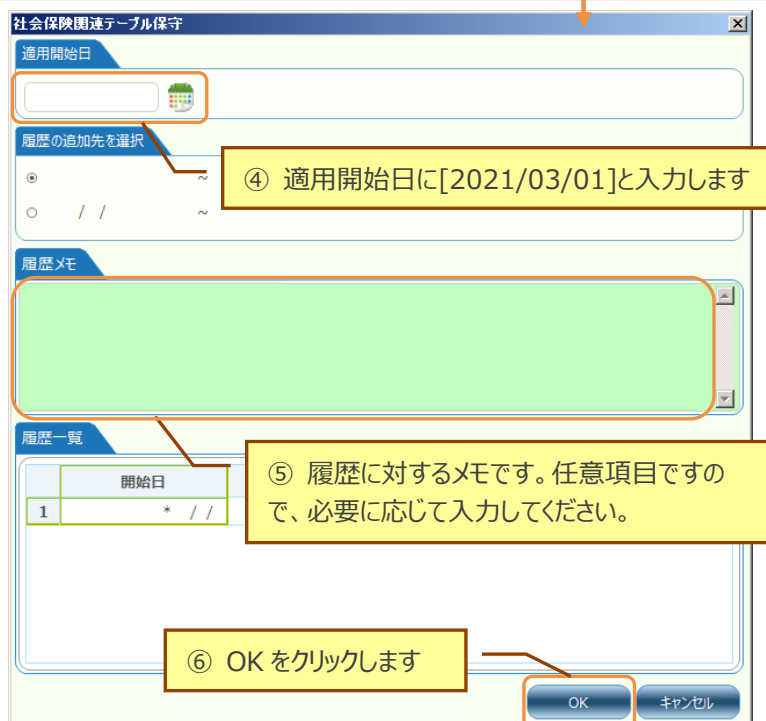 社会保険関連テーブル保守
適用開始日
履歴の追加先を選択
~
④ 適用開始日に[2021/03/01]と入力します
/ / ~
履歴メモ
履歴一覧
⑤ 履歴に対するメモです。任意項目ですの
で、必要に応じて入力してください。
開始日
1 * / /
⑥ OK をクリックします
OK キャンセル